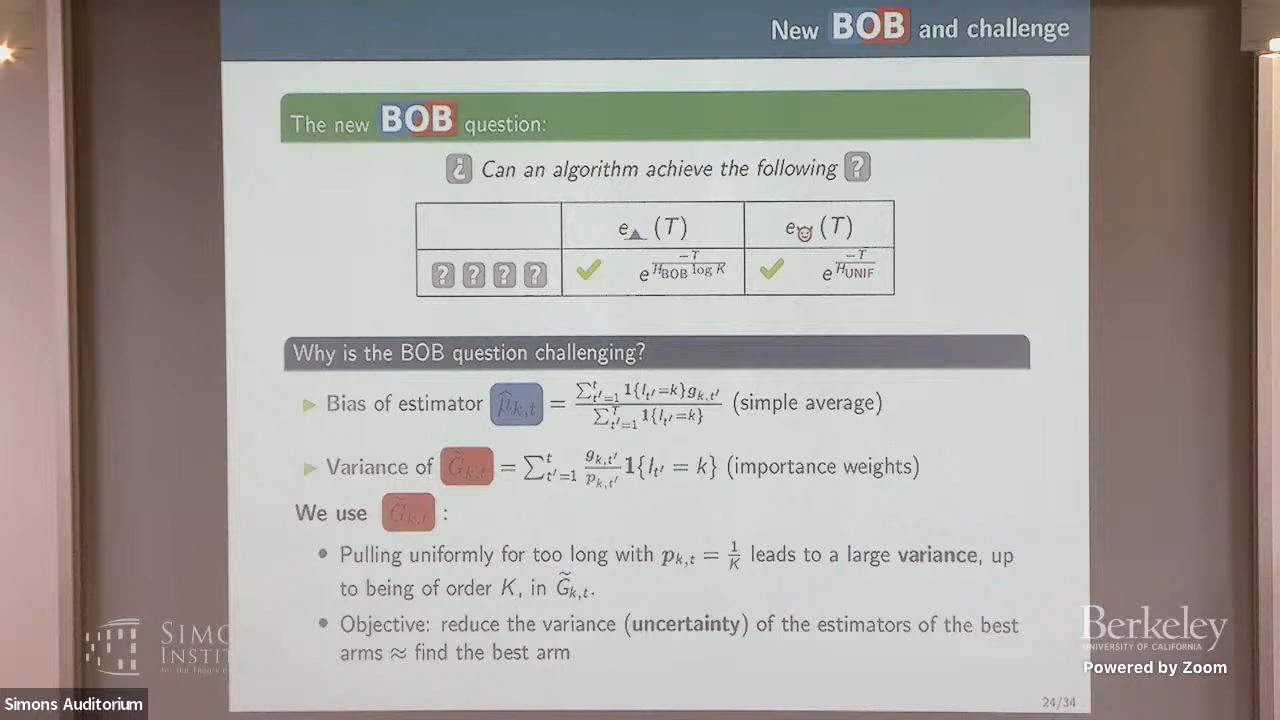 New BOB and challenge
The new BOB question:
¿ Can an algorithm achieve the following ?
e (T) e (T)
? ? ? ? ✓ e^{-T / H_BOB log K} ✓ e^{-T / H_UNIF}
Why is the BOB question challenging?
▶ Bias of estimator μ̂_{k,t} = ∑_{t'=1}^{t} 1{I_{t'}=k}g_{k,t'} / ∑_{t'=1}^{T} 1{I_{t'}=k} (simple average)
▶ Variance of G̃_{k,t} = ∑_{t'=1}^{t} g_{k,t'}/p_{k,t'} 1{I_{t'} = k} (importance weights)
We use G̃_{k,t} :
• Pulling uniformly for too long with p_{k,t} = 1/K leads to a large variance, up
to being of order K, in G̃_{k,t}.
• Objective: reduce the variance (uncertainty) of the estimators of the best
arms ≈ find the best arm
SIMO
INSTIT
Berkeley
UNIVERSITY OF CALIFORNIA
Powered by Zoom
24/34
Simons Auditorium